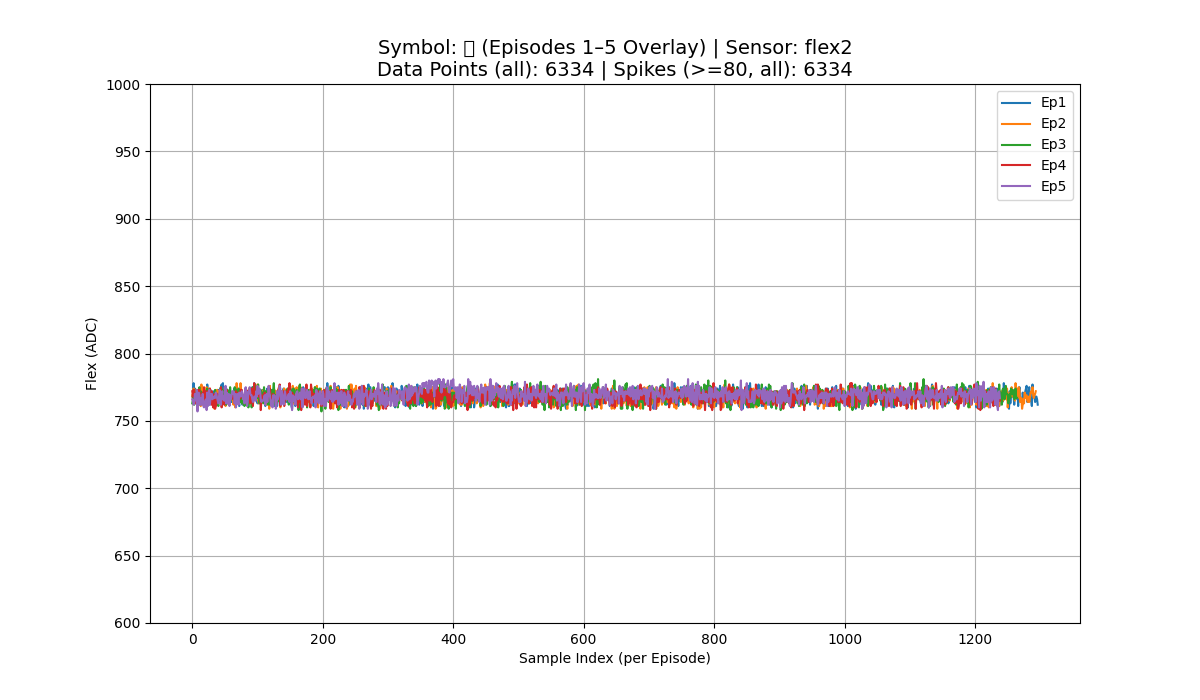 Symbol: (Episodes 1–5 Overlay) | Sensor: flex2
Data Points (all): 6334 | Spikes (>=80, all): 6334
1000
950
900
850
800
750
700
650
600
Flex (ADC)
Ep1
Ep2
Ep3
Ep4
Ep5
0
200
400
600
800
1000
1200
Sample Index (per Episode)